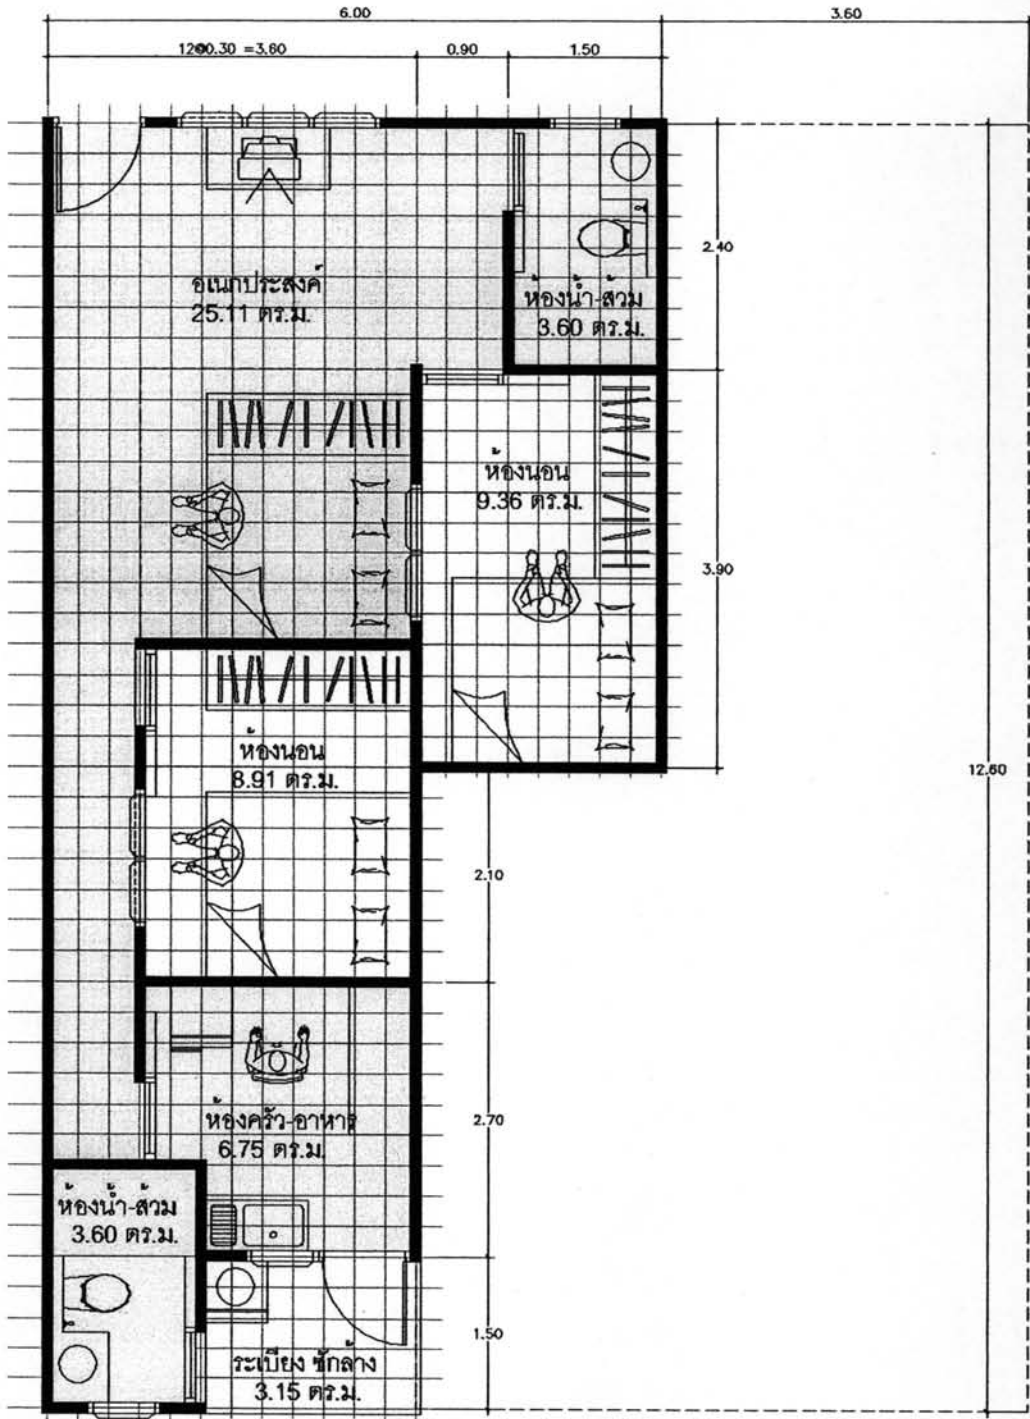 6.00
3.60
12@0.30 =3.60
0.90
1.50
2.40
อเนกประสงค์
25.11 ตร.ม.
ห้องน้ำ-ส้วม
3.60 ตร.ม.
ห้องนอน
9.36 ตร.ม.
3.90
ห้องนอน
8.91 ตร.ม.
12.60
2.10
ห้องครัว-อาหาร
6.75 ตร.ม.
2.70
ห้องน้ำ-ส้วม
3.60 ตร.ม.
1.50
ระเบียง ซักล้าง
3.15 ตร.ม.